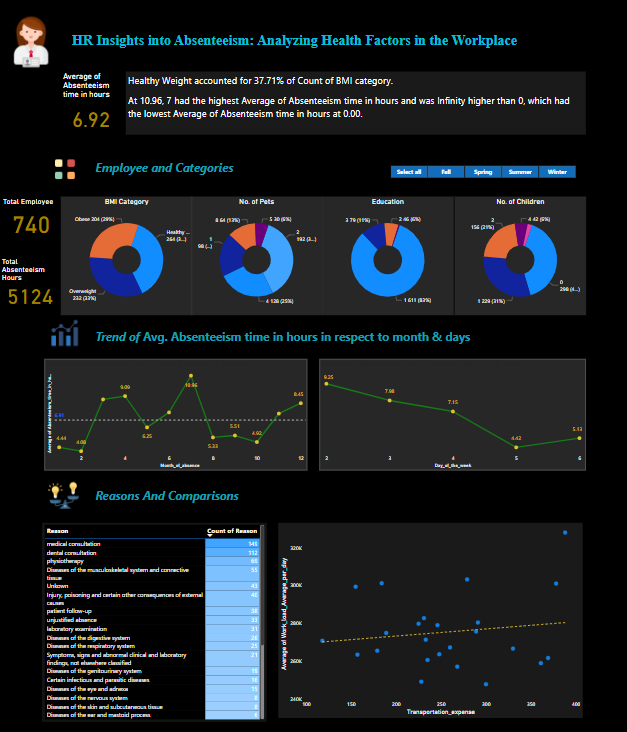 HR Insights into Absenteeism: Analyzing Health Factors in the Workplace
Average of
Absenteeism
time in hours
6.92
Healthy Weight accounted for 37.71% of Count of BMI category.
At 10.96, 7 had the highest Average of Absenteeism time in hours and was Infinity higher than 0, which had
the lowest Average of Absenteeism time in hours at 0.00.
Employee and Categories
Select all Fall Spring Summer Winter
Total Employee
740
Total
Absenteeism
Hours
5124
BMI Category
Obese 204 (28%)
Healthy ...
264 (3...)
Overweight
232 (33%)
No. of Pets
8 64 (13%)
5 30 (6%)
1
98 (...)
2
192 (3...)
4 128 (25%)
Education
3 79 (11%)
2 46 (6%)
1 611 (83%)
No. of Children
2
156 (21%)
4 42 (6%)
0
298 (4...)
1 229 (31%)
Trend of Avg. Absenteeism time in hours in respect to month & days
Average of Absenteeism_time_in_ho...
6.91
4.44
4.08
9.09
6.25
10.96
5.33
5.51
4.92
8.45
2 4 6 8 10 12
Month_of_absence
9.25
7.98
7.15
4.42
5.13
2 3 4 5 6
Day_of_the_week
Reasons And Comparisons
Reason Count of Reason
medical consultation 149
dental consultation 112
physiotherapy 69
Diseases of the musculoskeletal system and connective
tissue 55
Unkown 43
Injury, poisoning and certain other consequences of external
causes 40
patient follow-up 38
unjustified absence 33
laboratory examination 31
Diseases of the digestive system 26
Diseases of the respiratory system 25
Symptoms, signs and abnormal clinical and laboratory
findings, not elsewhere classified 21
Diseases of the genitourinary system 19
Certain infectious and parasitic diseases 16
Diseases of the eye and adnexa 15
Diseases of the nervous system 8
Diseases of the skin and subcutaneous tissue 8
Diseases of the ear and mastoid process
Average of Work_load_Average_per_day
320K
300K
280K
260K
240K
100 150 200 250 300 350 400
Transportation_expense